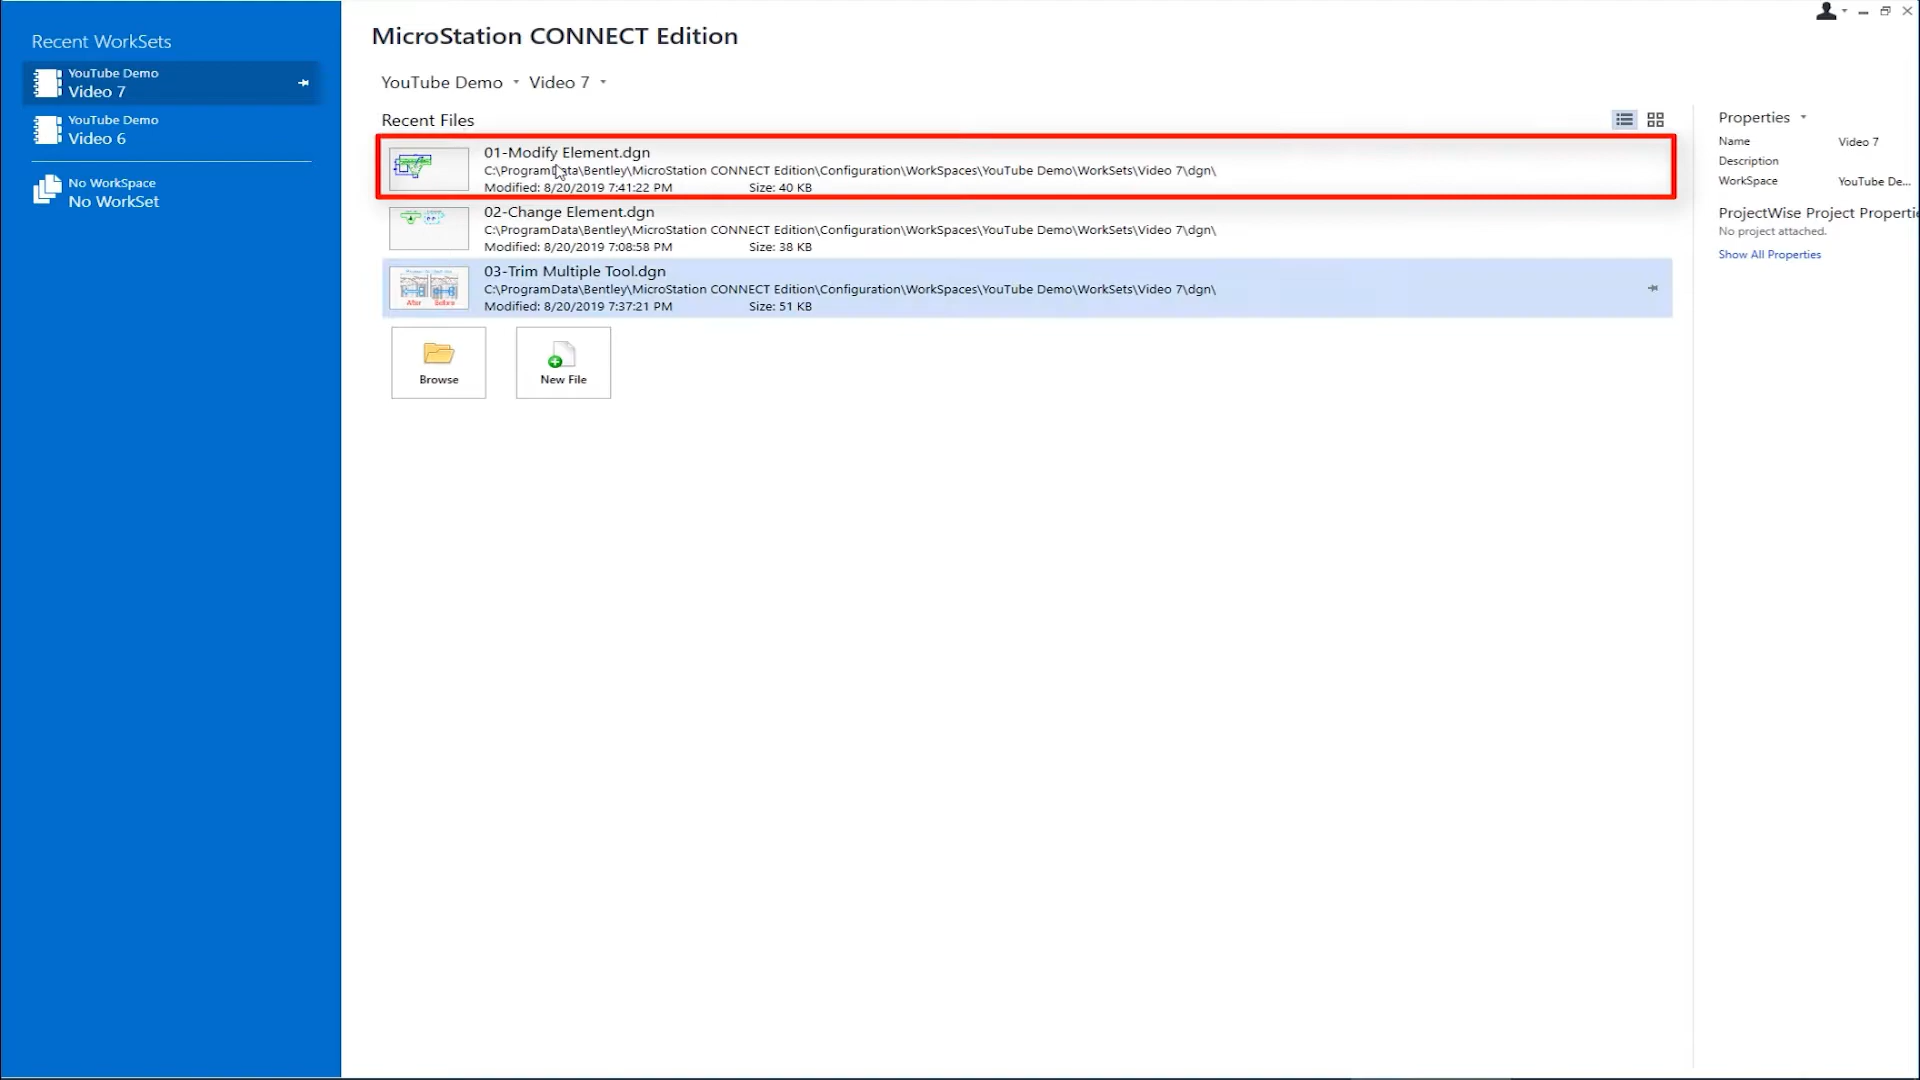 Recent WorkSets
YouTube Demo
Video 7
YouTube Demo
Video 6
No WorkSpace
No WorkSet
MicroStation CONNECT Edition
YouTube Demo
Video 7
Recent Files
01-Modify Element.dgn
C:\ProgramData\Bentley\MicroStation CONNECT Edition\Configuration\WorkSpaces\YouTube Demo\WorkSets\Video 7\dgn\
Modified: 8/20/2019 7:41:22 PM Size: 40 KB
02-Change Element.dgn
C:\ProgramData\Bentley\MicroStation CONNECT Edition\Configuration\WorkSpaces\YouTube Demo\WorkSets\Video 7\dgn\
Modified: 8/20/2019 7:08:58 PM Size: 38 KB
After Before
03-Trim Multiple Tool.dgn
C:\ProgramData\Bentley\MicroStation CONNECT Edition\Configuration\WorkSpaces\YouTube Demo\WorkSets\Video 7\dgn\
Modified: 8/20/2019 7:37:21 PM Size: 51 KB
Browse
New File
Properties
Name Video 7
Description
WorkSpace YouTube De...
ProjectWise Project Propertie
No project attached.
Show All Properties